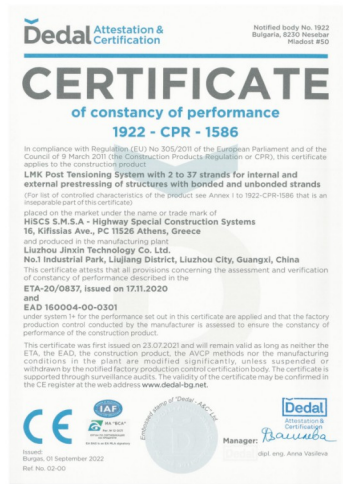 Dedal Attestation & Certification
Notified body No. 1922
Bulgaria, 8230 Nesebar
Miadost #50
CERTIFICATE
of constancy of performance
1922 - CPR - 1586
In compliance with Regulation (EU) No 305/2011 of the European Parliament and of the
Council of 9 March 2011 (the Construction Products Regulation or CPR), this certificate
applies to the construction product
LMK Post Tensioning System with 2 to 37 strands for internal and
external prestressing of structures with bonded and unbonded strands
(For list of controlled characteristics of the product see Annex 1 to 1922-CPR-1586 that is an
inseparable part of this certificate)
placed on the market under the name or trade mark of
HiSCS S.M.S.A - Highway Special Construction Systems
16, Kifissias Ave., PC 11526 Athens, Greece
and produced in the manufacturing plant
Liuzhou Jinxin Technology Co. Ltd.
No.1 Industrial Park, Liujiang District, Liuzhou City, Guangxi, China
This certificate attests that all provisions concerning the assessment and verification
of constancy of performance described in the
ETA-20/0837, issued on 17.11.2020
and
EAD 160004-00-0301
under system 1+ for the performance set out in this certificate are applied and that the factory
production control conducted by the manufacturer is assessed to ensure the constancy of
performance of the construction product.
This certificate was first issued on 23.07.2021 and will remain valid as long as neither the
ETA, the EAD, the construction product, the AVCP methods nor the manufacturing
conditions in the plant are modified significantly, unless suspended or
withdrawn by the notified factory production control certification body. The certificate is
supported through surveillance audits. The validity of the certificate may be confirmed in
the CE register at the web address www.dedal-bg.net.
CE
IAF
ИА "БСА"
Embossed stamp of "Dedal - A&C" Ltd.
Dedal
Attestation &
Certification
Manager:
dipl. eng. Anna Vasileva
Issued:
Burgas, 01 September 2022
Ref. No. 02-00